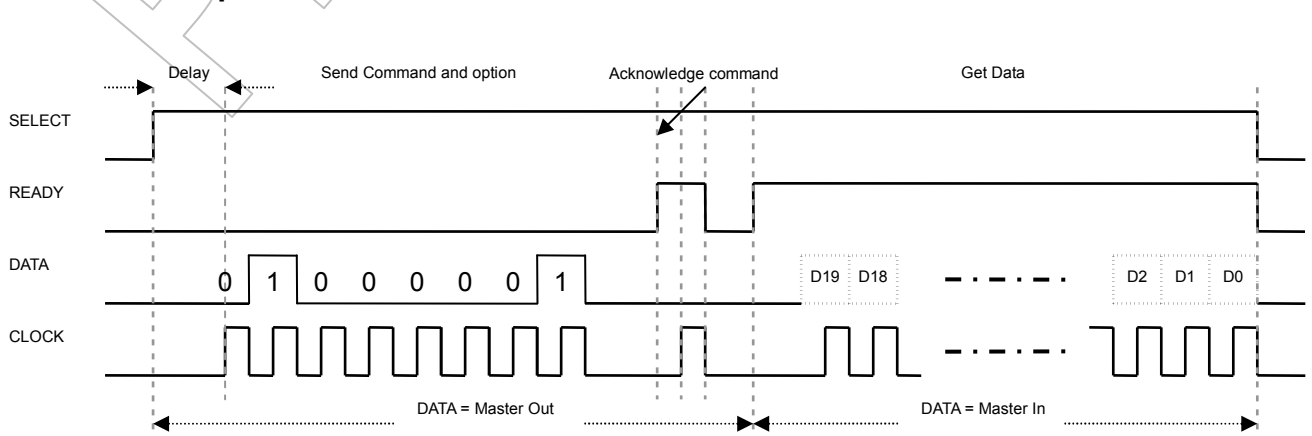 Delay Send Command and option Acknowledge command Get Data
SELECT
READY
DATA
0 1 0 0 0 0 0 1 D19 D18 D2 D1 D0
CLOCK
DATA = Master Out DATA = Master In